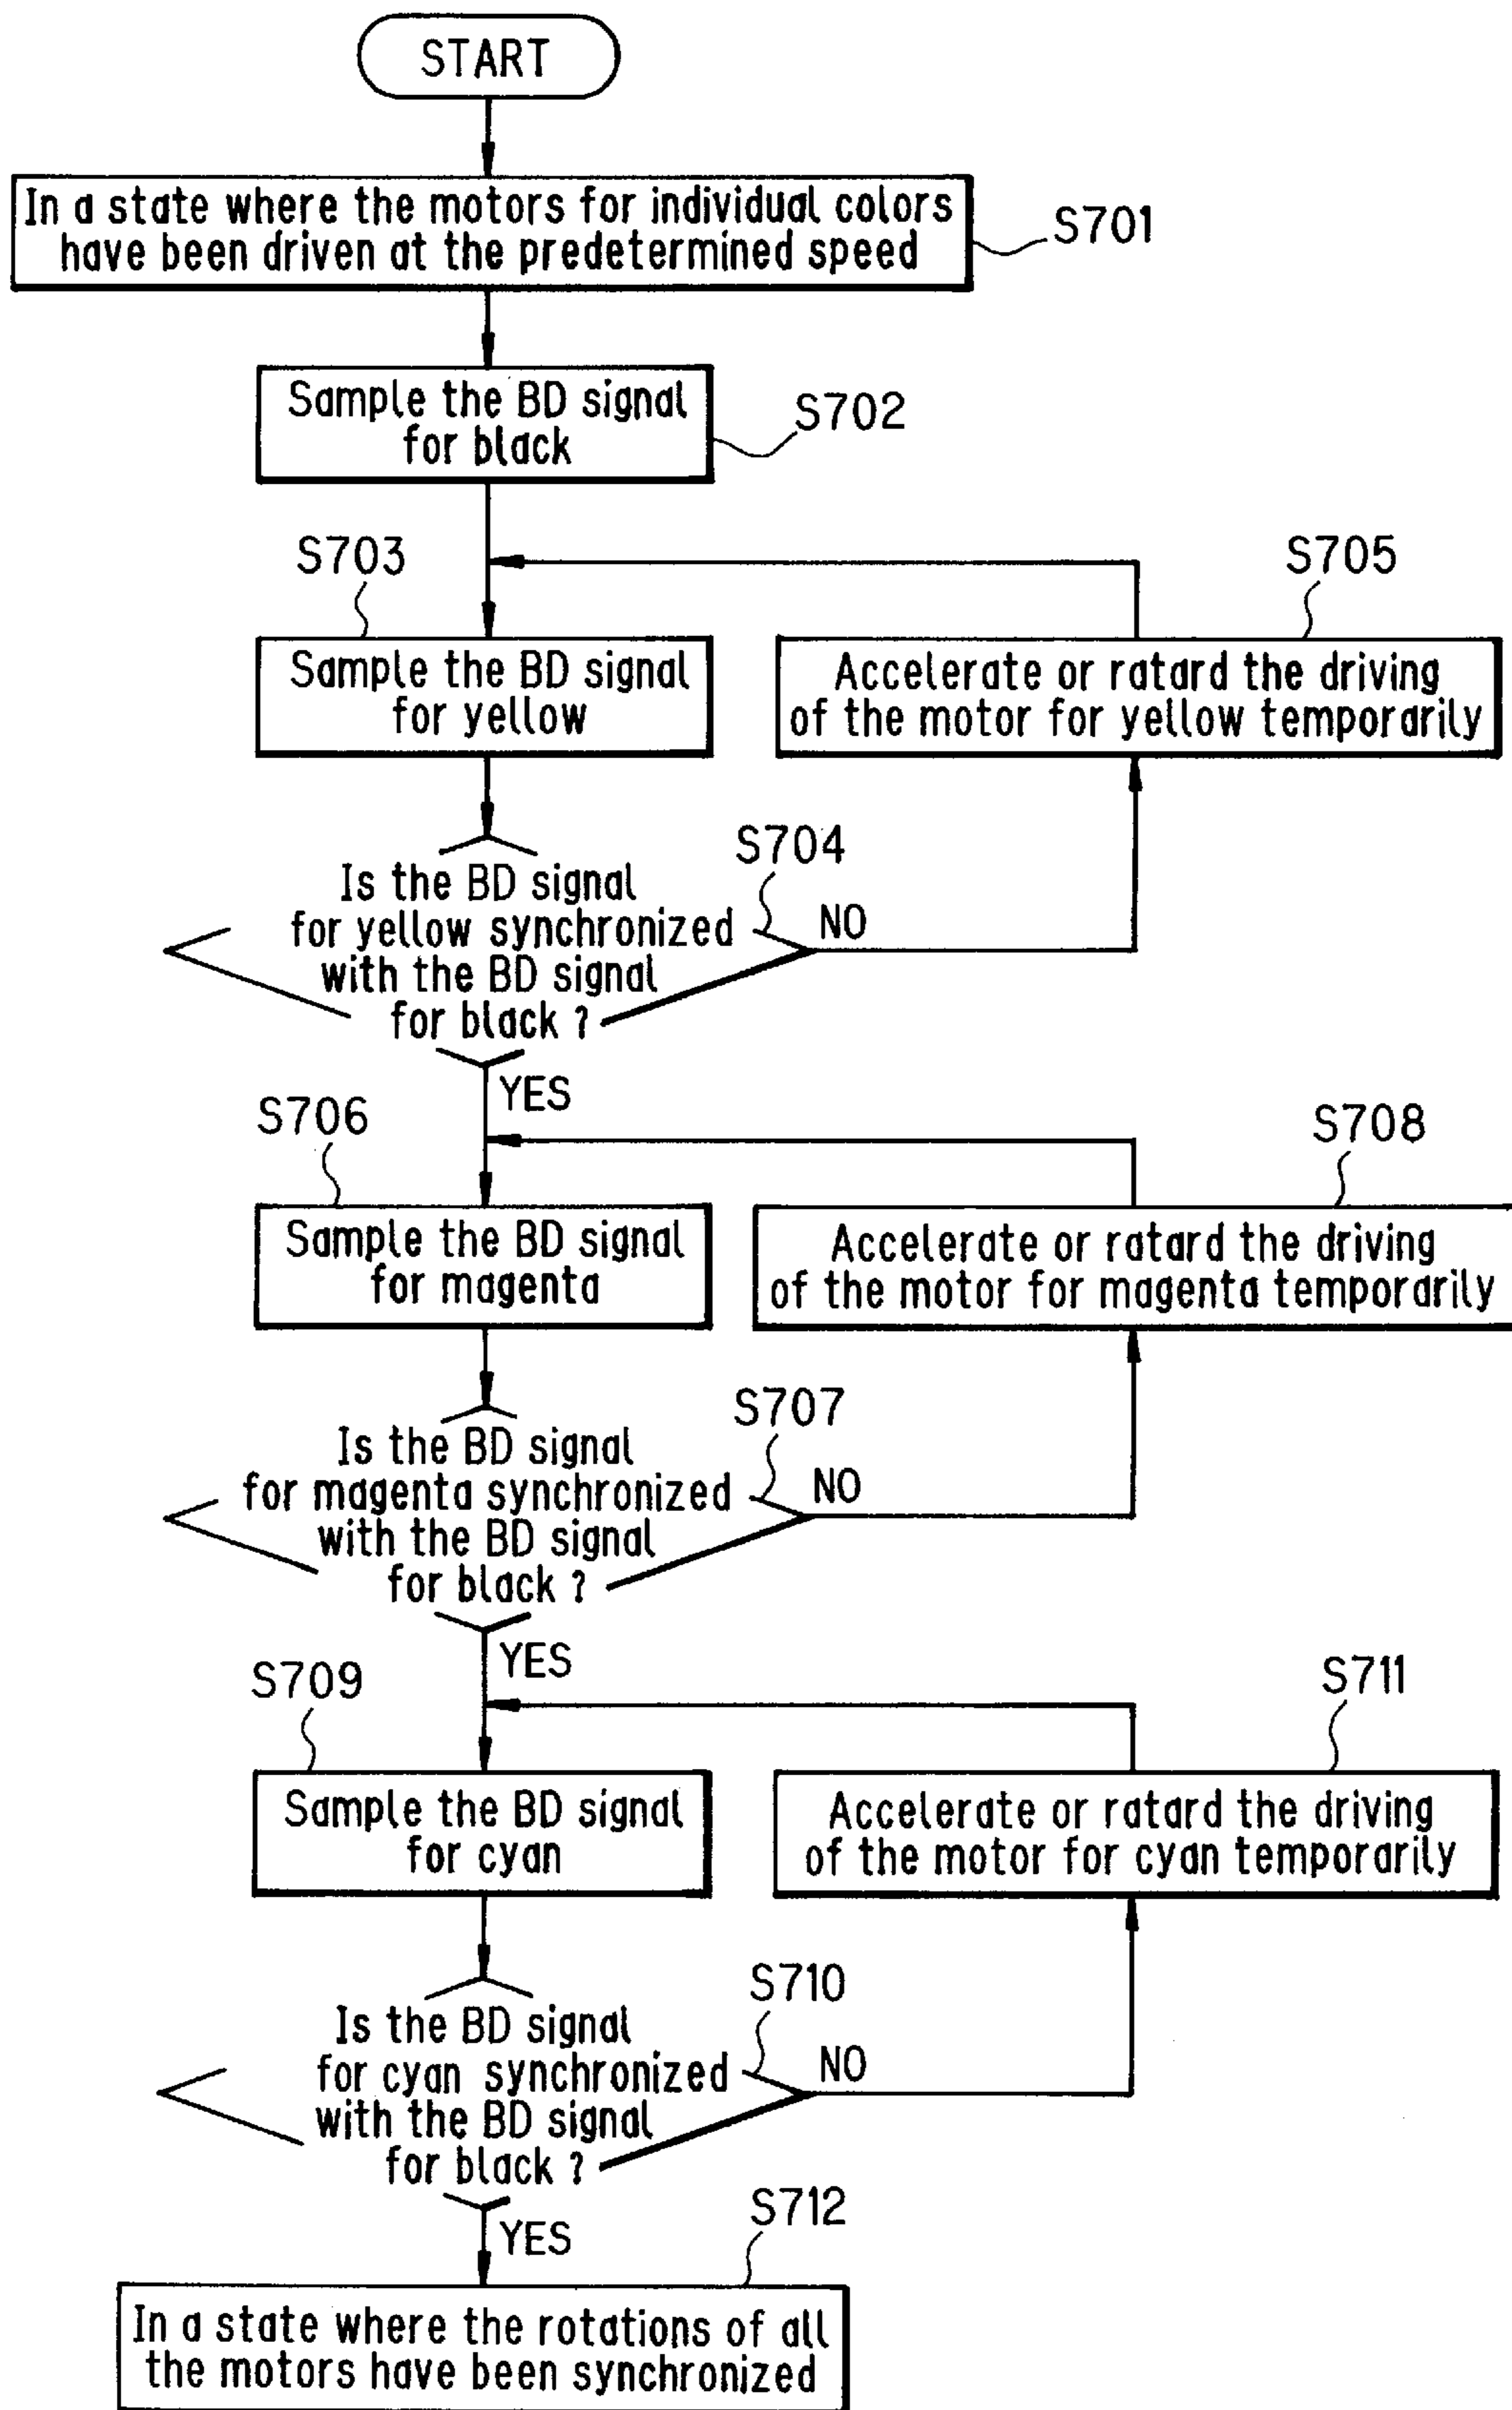 START
In a state where the motors for individual colors
have been driven at the predetermined speed
S701
Sample the BD signal
for black
S702
S703
Sample the BD signal
for yellow
S705
Accelerate or ratard the driving
of the motor for yellow temporarily
S704
Is the BD signal
for yellow synchronized
with the BD signal
for black ?
NO
YES
S706
Sample the BD signal
for magenta
S708
Accelerate or ratard the driving
of the motor for magenta temporarily
S707
Is the BD signal
for magenta synchronized
with the BD signal
for black ?
NO
YES
S709
Sample the BD signal
for cyan
S711
Accelerate or ratard the driving
of the motor for cyan temporarily
S710
Is the BD signal
for cyan synchronized
with the BD signal
for black ?
NO
YES
S712
In a state where the rotations of all
the motors have been synchronized